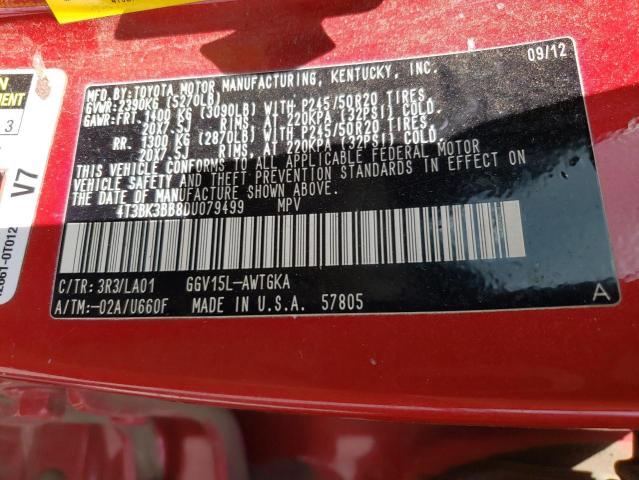 09/12
MFD. BY: TOYOTA MOTOR MANUFACTURING, KENTUCKY, INC.
GVWR: 2390KG (5270LB)
GAWR: FRT. 1400 KG (3090LB) WITH P245/50R20 TIRES,
20X7.5J RIMS, AT 220KPA (32PSI) COLD.
RR. 1300 KG (2870LB) WITH P245/50R20 TIRES,
20X7.5J RIMS, AT 220KPA (32PSI) COLD.
THIS VEHICLE CONFORMS TO ALL APPLICABLE FEDERAL MOTOR
VEHICLE SAFETY AND THEFT PREVENTION STANDARDS IN EFFECT ON
THE DATE OF MANUFACTURE SHOWN ABOVE.
4T3BK3BB8DU079499 MPV
C/TR: 3R3/LA01 GGV15L-AWTGKA
A/TM:-02A/U660F MADE IN U.S.A. 57805
A
3
V7